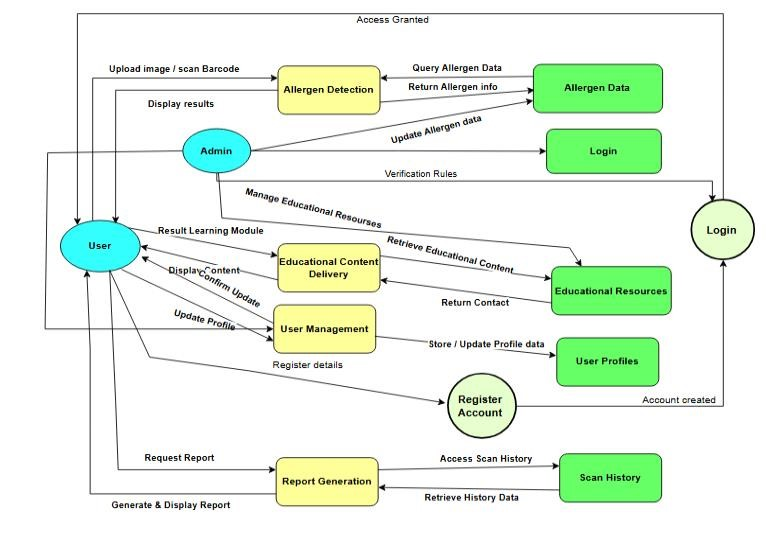 Access Granted
Upload image / scan Barcode
Query Allergen Data
Allergen Detection
Return Allergen info
Allergen Data
Display results
Update Allergen data
Admin
Login
Verification Rules
Manage Educational Resourses
Login
User
Result Learning Module
Retrieve Educational Content
Educational Content
Delivery
Display Content
Confirm Update
Educational Resources
Return Contact
Update Profile
User Management
Store / Update Profile data
User Profiles
Register details
Register
Account
Account created
Request Report
Access Scan History
Report Generation
Scan History
Retrieve History Data
Generate & Display Report